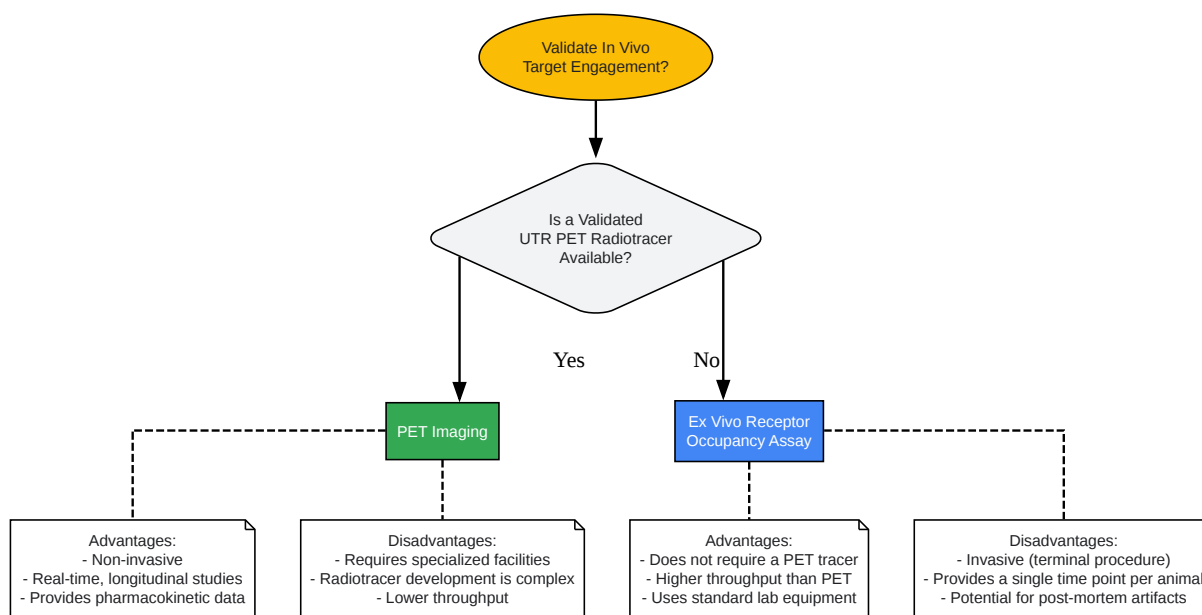 Validate In Vivo
Target Engagement?
Is a Validated
UTR PET Radiotracer
Available?
Yes
No
PET Imaging
Ex Vivo Receptor
Occupancy Assay
Advantages:
- Non-invasive
- Real-time, longitudinal studies
- Provides pharmacokinetic data
Disadvantages:
- Requires specialized facilities
- Radiotracer development is complex
- Lower throughput
Advantages:
- Does not require a PET tracer
- Higher throughput than PET
- Uses standard lab equipment
Disadvantages:
- Invasive (terminal procedure)
- Provides a single time point per animal
- Potential for post-mortem artifacts